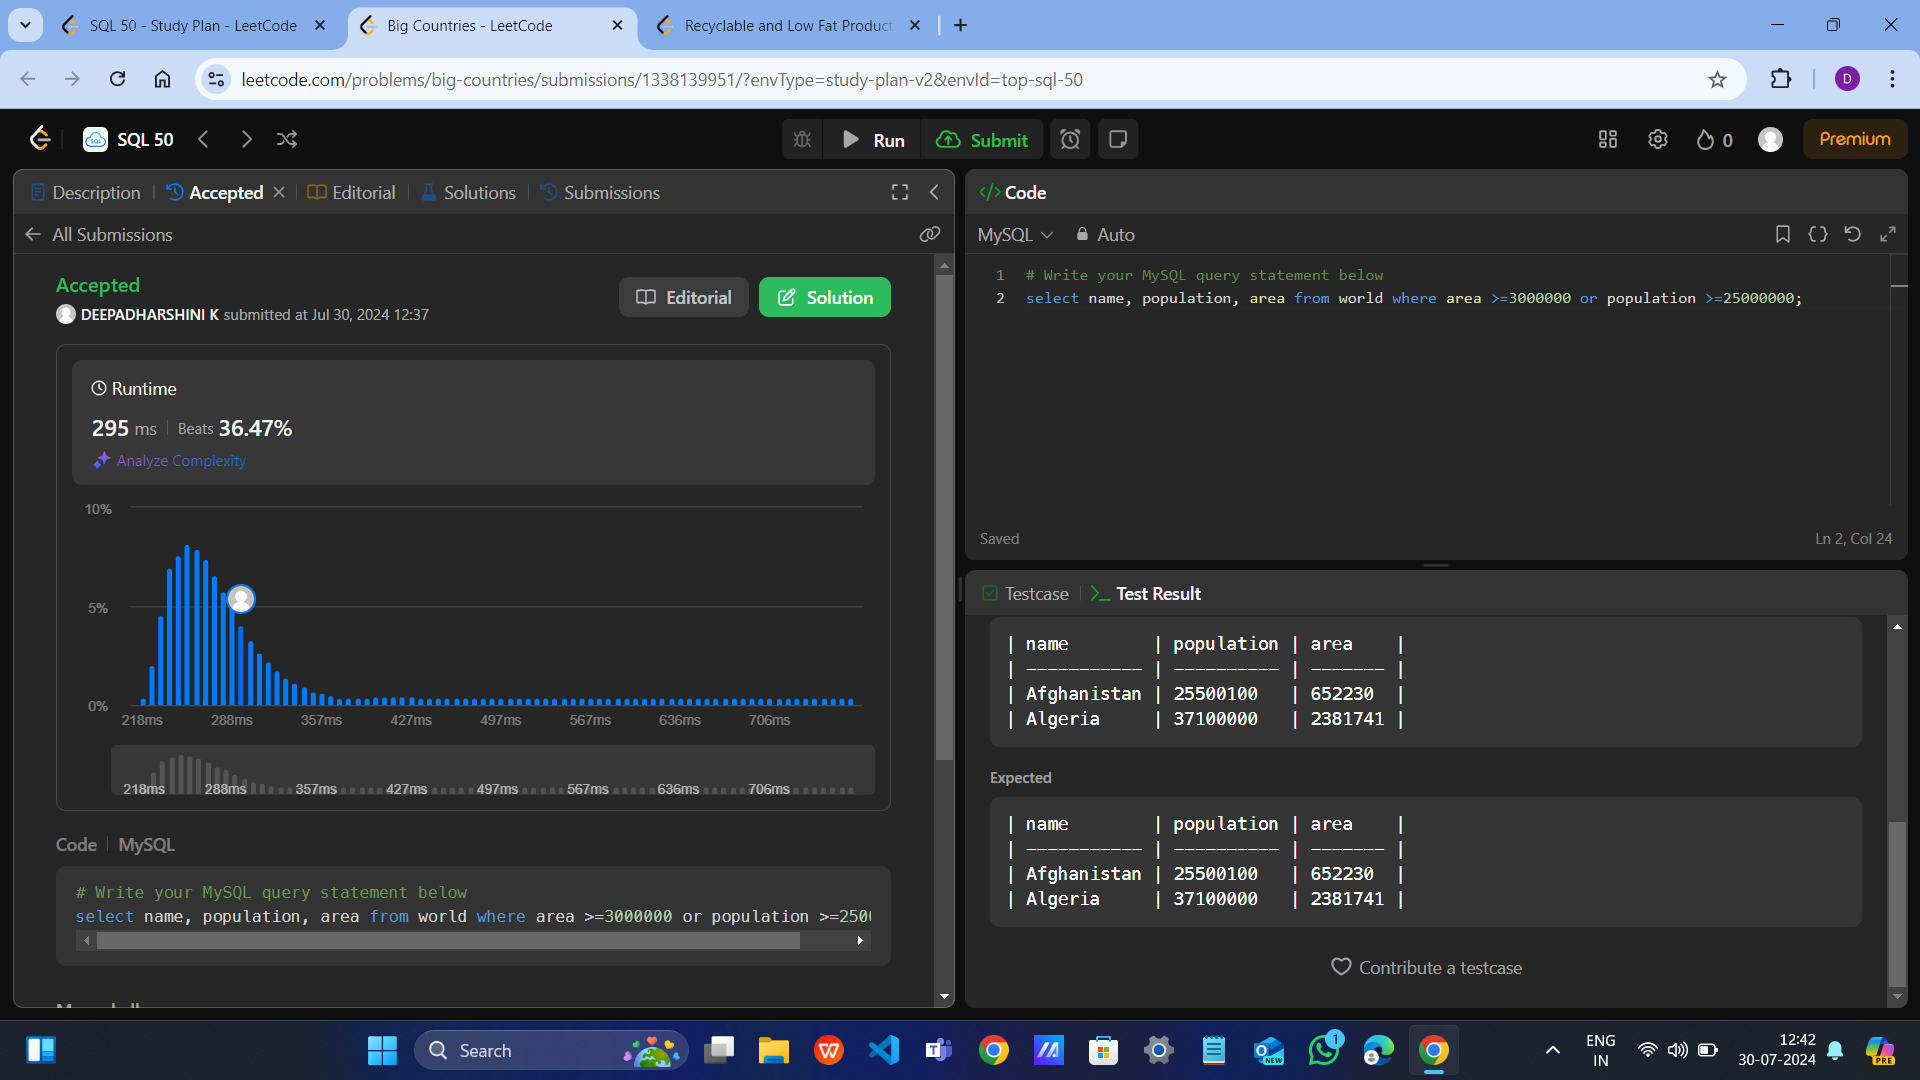 SQL 50 - Study Plan - LeetCode
Big Countries - LeetCode
Recyclable and Low Fat Product
leetcode.com/problems/big-countries/submissions/1338139951/?envType=study-plan-v2&envId=top-sql-50
D
SQL 50
Run
Submit
0
Premium
Description
Accepted
Editorial
Solutions
Submissions
All Submissions
Accepted
DEEPADHARSHINI K submitted at Jul 30, 2024 12:37
Editorial
Solution
Runtime
295 ms
Beats 36.47%
Analyze Complexity
10%
5%
0%
218ms 288ms 357ms 427ms 497ms 567ms 636ms 706ms
218ms 288ms 357ms 427ms 497ms 567ms 636ms 706ms
Code | MySQL
# Write your MySQL query statement below
select name, population, area from world where area >=3000000 or population >=250
</> Code
MySQL
Auto
1 # Write your MySQL query statement below
2 select name, population, area from world where area >=3000000 or population >=25000000;
Saved
Ln 2, Col 24
Testcase
Test Result
| name | population | area |
| ----------- | ---------- | ------- |
| Afghanistan | 25500100 | 652230 |
| Algeria | 37100000 | 2381741 |
Expected
| name | population | area |
| ----------- | ---------- | ------- |
| Afghanistan | 25500100 | 652230 |
| Algeria | 37100000 | 2381741 |
Contribute a testcase
Search
NEW
1
ENG
IN
12:42
30-07-2024
PRE